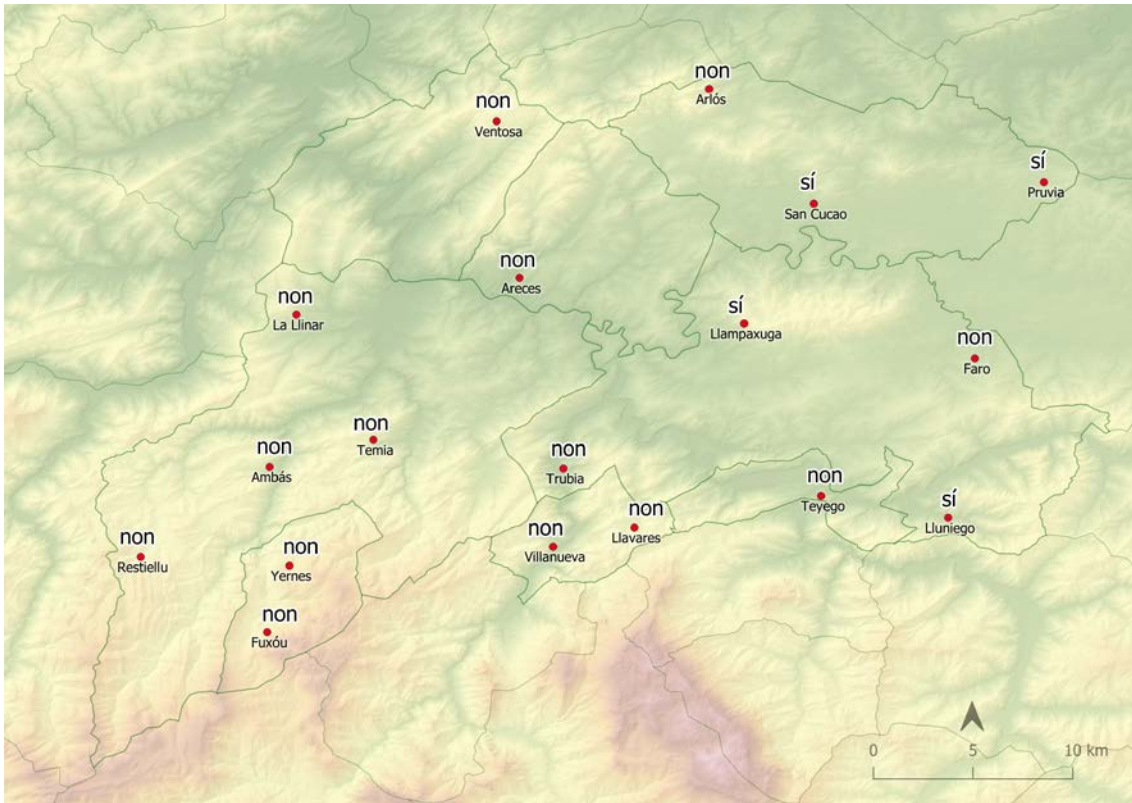 non
Arlós
non
Ventosa
sí
Pruvia
sí
San Cucao
non
Areces
non
La Llinar
sí
Llampaxuga
non
Faro
non
Temia
non
Ambás
non
Trubia
non
Teyego
sí
Lluniego
non
Llavares
non
Villanueva
non
Restiellu
non
Yernes
non
Fuxóu
0 5 10 km